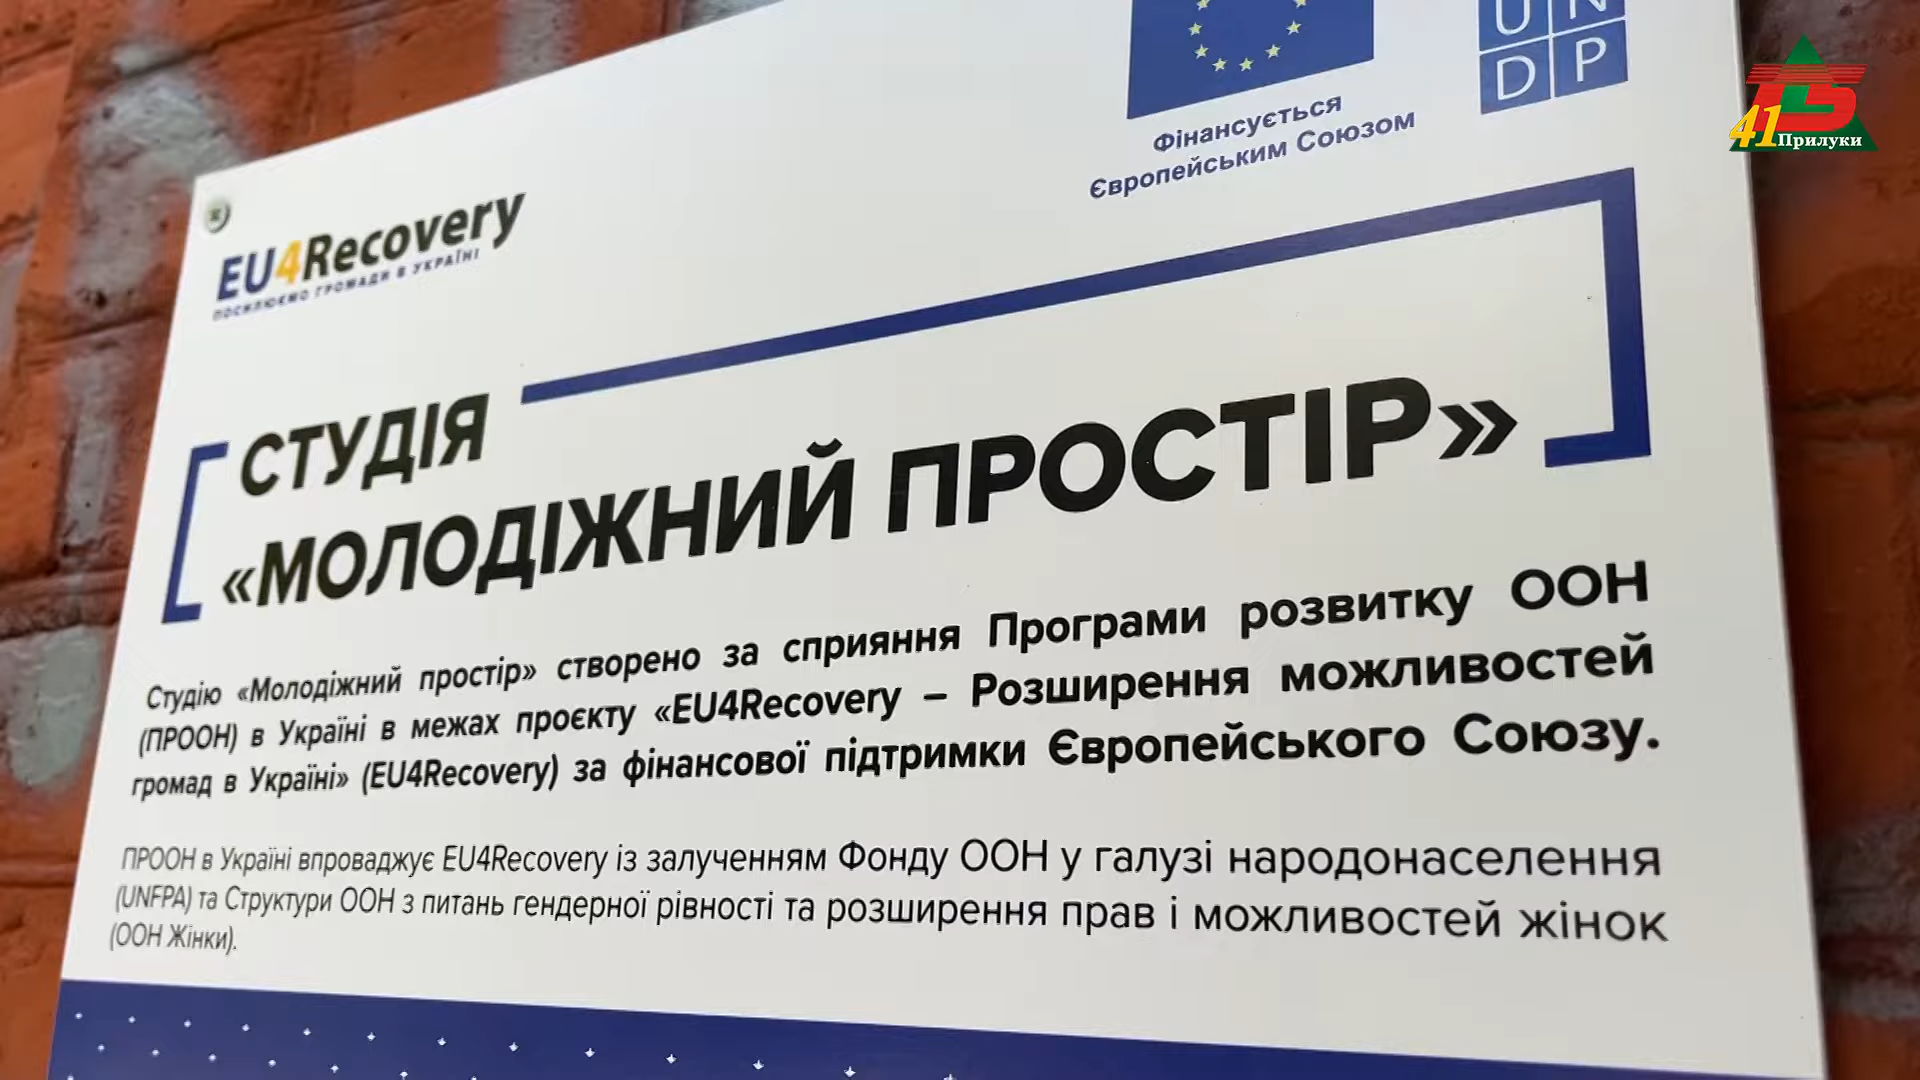 U N
D P
Фінансується
Європейським Союзом
ТБ
41 Прилуки
EU4Recovery
ПОСИЛЮЄМО ГРОМАДИ В УКРАЇНІ
СТУДІЯ
«МОЛОДІЖНИЙ ПРОСТІР»
Студію «Молодіжний простір» створено за сприяння Програми розвитку ООН
(ПРООН) в Україні в межах проєкту «EU4Recovery – Розширення можливостей
громад в Україні» (EU4Recovery) за фінансової підтримки Європейського Союзу.
ПРООН в Україні впроваджує EU4Recovery із залученням Фонду ООН у галузі народонаселення
(UNFPA) та Структури ООН з питань гендерної рівності та розширення прав і можливостей жінок
(ООН Жінки).